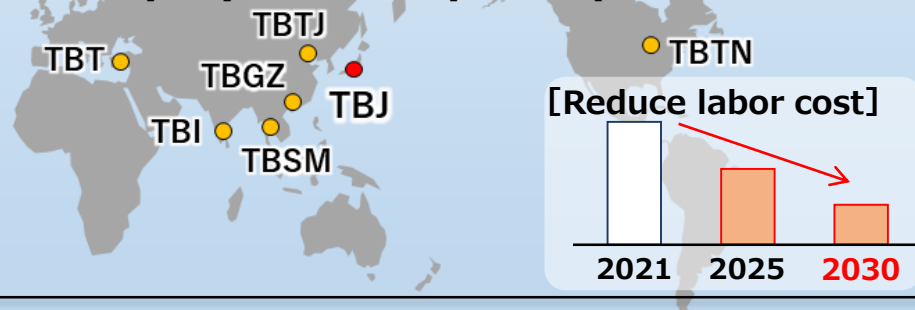 TBTJ
TBT
TBTN
TBGZ
TBJ
[Reduce labor cost]
TBI
TBSM
2021 2025 2030